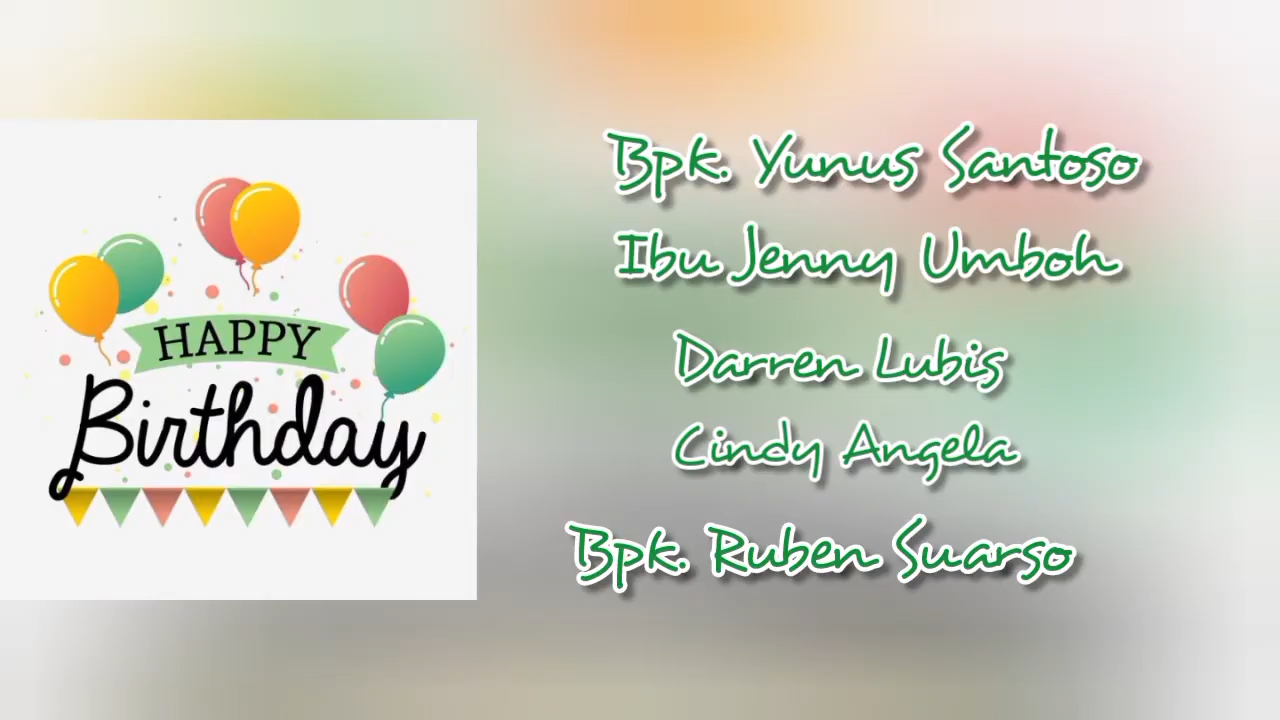 HAPPY
Birthday
Bpk. Yunus Santoso
Ibu Jenny Umboh
Darren Lubis
Cindy Angela
Bpk. Ruben Suarso